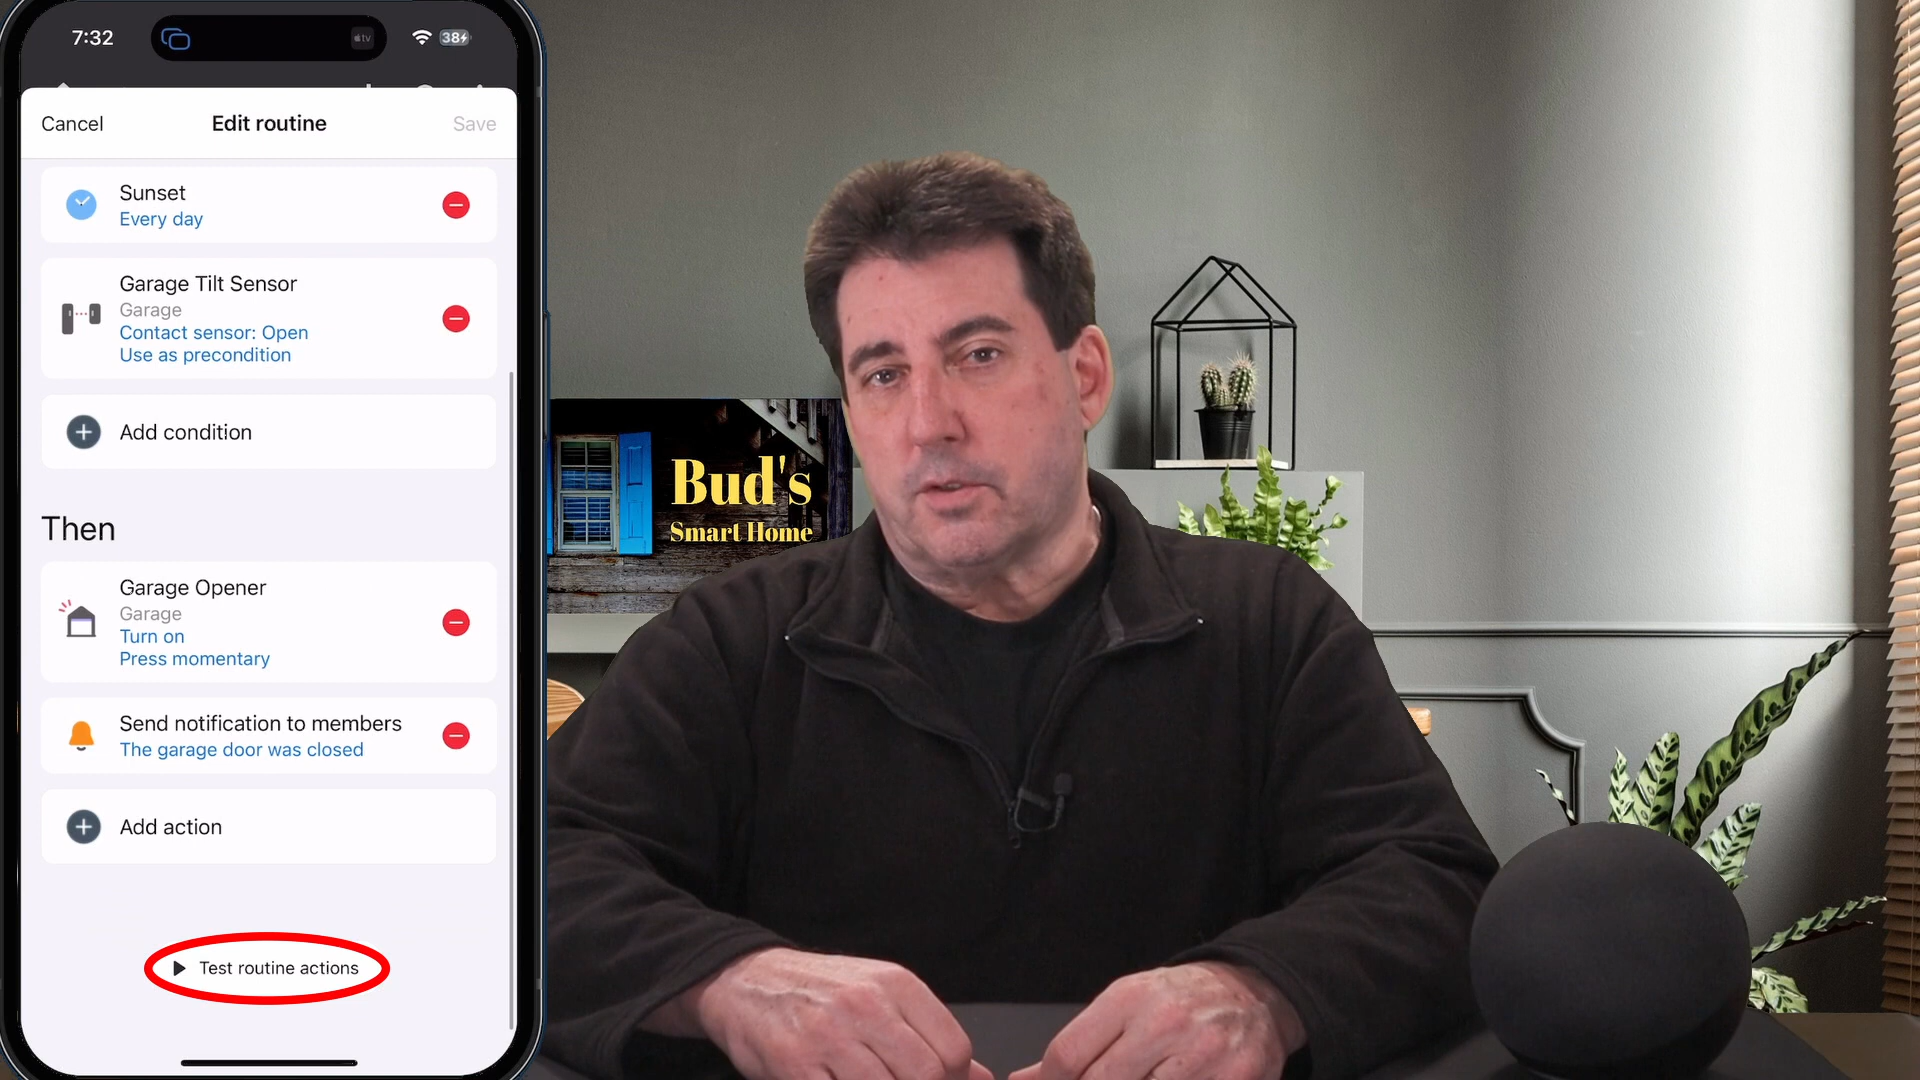 7:32
tv
38
Cancel
Edit routine
Save
Sunset
Every day
Garage Tilt Sensor
Garage
Contact sensor: Open
Use as precondition
Add condition
Then
Garage Opener
Garage
Turn on
Press momentary
Send notification to members
The garage door was closed
Add action
Test routine actions
Bud's
Smart Home